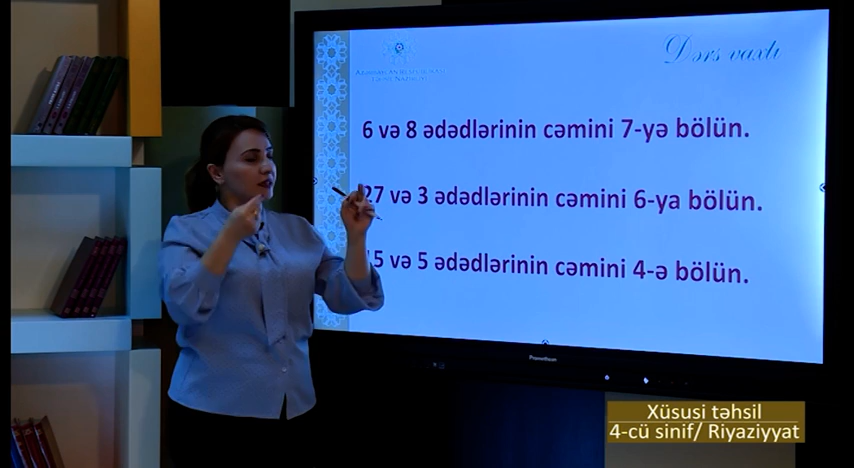 Dərs vaxtı
6 və 8 ədədlərinin cəmini 7-yə bölün.
27 və 3 ədədlərinin cəmini 6-ya bölün.
15 və 5 ədədlərinin cəmini 4-ə bölün.
Promethean
Xüsusi təhsil
4-cü sinif/ Riyaziyyat